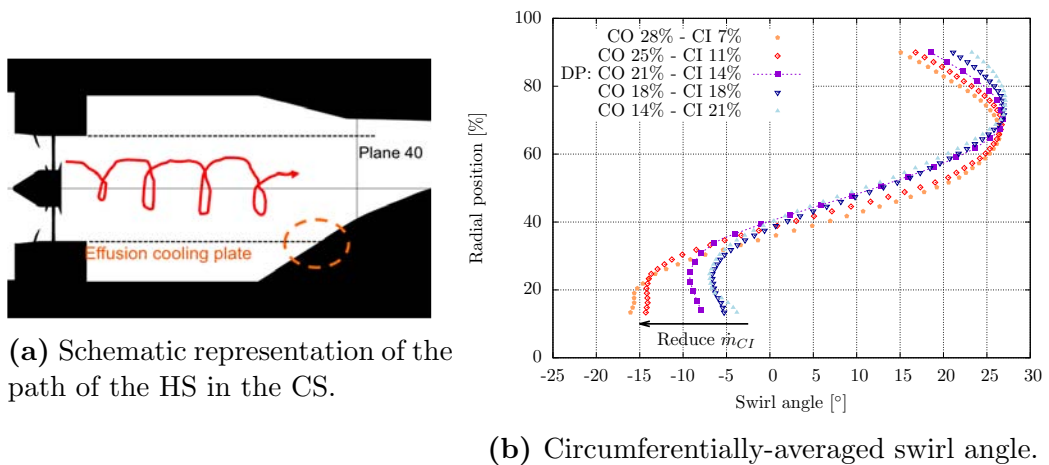 Plane 40
Effusion cooling plate
(a) Schematic representation of the
path of the HS in the CS.
CO 28% - CI 7%
CO 25% - CI 11%
DP: CO 21% - CI 14%
CO 18% - CI 18%
CO 14% - CI 21%
Radial position [%]
100
80
60
40
20
0
Reduce ṁ_CI
-25 -20 -15 -10 -5 0 5 10 15 20 25 30
Swirl angle [°]
(b) Circumferentially-averaged swirl angle.